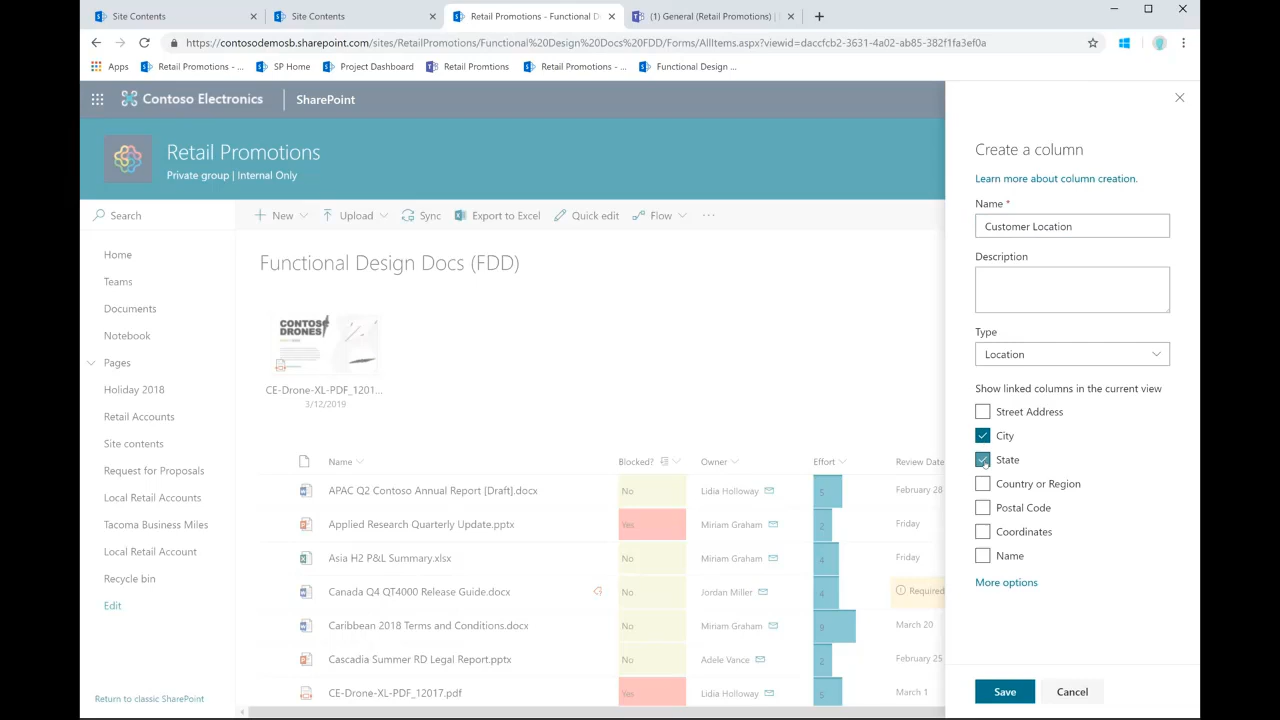 Site Contents
Site Contents
Retail Promotions - Functional D
(1) General (Retail Promotions) |
https://contosodemosb.sharepoint.com/sites/RetailPromotions/Functional%20Design%20Docs%20FDD/Forms/AllItems.aspx?viewid=daccfcb2-3631-4a02-ab85-382f1fa3ef0a
Apps
Retail Promotions - ...
SP Home
Project Dashboard
Retail Promtions
Retail Promotions - ...
Functional Design ...
Contoso Electronics
SharePoint
Retail Promotions
Private group | Internal Only
Search
New
Upload
Sync
Export to Excel
Quick edit
Flow
...
Home
Teams
Documents
Notebook
Pages
Holiday 2018
Retail Accounts
Site contents
Request for Proposals
Local Retail Accounts
Tacoma Business Miles
Local Retail Account
Recycle bin
Edit
Return to classic SharePoint
Functional Design Docs (FDD)
CONTOSO
DRONES
CE-Drone-XL-PDF_1201...
3/12/2019
Name Blocked? Owner Effort Review Date
APAC Q2 Contoso Annual Report [Draft].docx No Lidia Holloway 5 February 28
Applied Research Quarterly Update.pptx Yes Miriam Graham 2 Friday
Asia H2 P&L Summary.xlsx No Miriam Graham 4 Friday
Canada Q4 QT4000 Release Guide.docx No Jordan Miller 4 Required
Caribbean 2018 Terms and Conditions.docx No Miriam Graham 9 March 20
Cascadia Summer RD Legal Report.pptx No Adele Vance 2 February 25
CE-Drone-XL-PDF_12017.pdf Yes Lidia Holloway 5 March 1
Create a column
Learn more about column creation.
Name *
Customer Location
Description
Type
Location
Show linked columns in the current view
Street Address
City
State
Country or Region
Postal Code
Coordinates
Name
More options
Save
Cancel